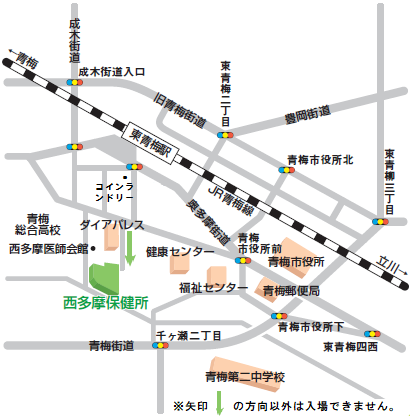 成木街道
←青梅
成木街道入口
東青梅二丁目
旧青梅街道
豊岡街道
東青梅駅
青梅市役所北
東青柳三丁目
コインラ
ンドリー
JR青梅線
奥多摩街道
青梅
総合高校
ダイアパレス
西多摩医師会館
健康センター
青梅
市役所前
青梅市役所
立川→
西多摩保健所
福祉センター
青梅郵便局
青梅市役所下
千ヶ瀬二丁目
青梅街道
東青梅四西
青梅第二中学校
※矢印 の方向以外は入場できません。